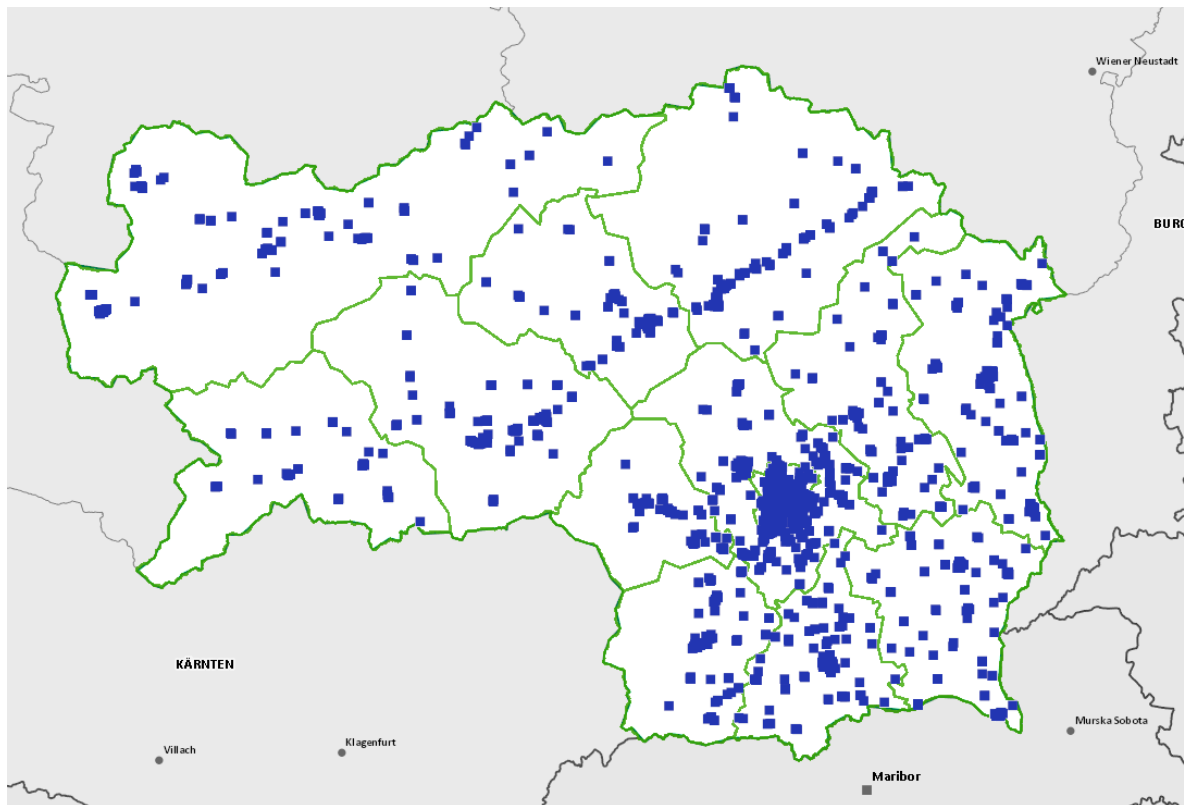 Wiener Neustadt
BURG
KÄRNTEN
Murska Sobota
Klagenfurt
Villach
Maribor